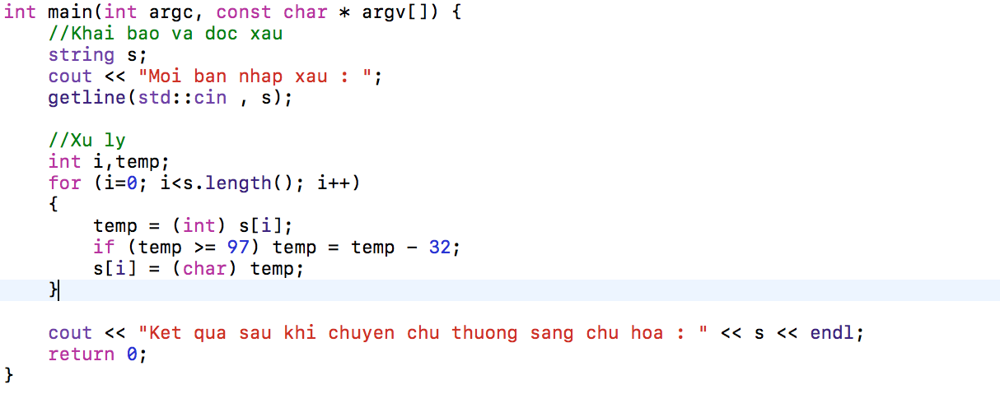 int main(int argc, const char * argv[]) {
    //Khai bao va doc xau
    string s;
    cout << "Moi ban nhap xau : ";
    getline(std::cin , s);
    //Xu ly
    int i,temp;
    for (i=0; i<s.length(); i++)
    {
        temp = (int) s[i];
        if (temp >= 97) temp = temp - 32;
        s[i] = (char) temp;
    }
    cout << "Ket qua sau khi chuyen chu thuong sang chu hoa : " << s << endl;
    return 0;
}